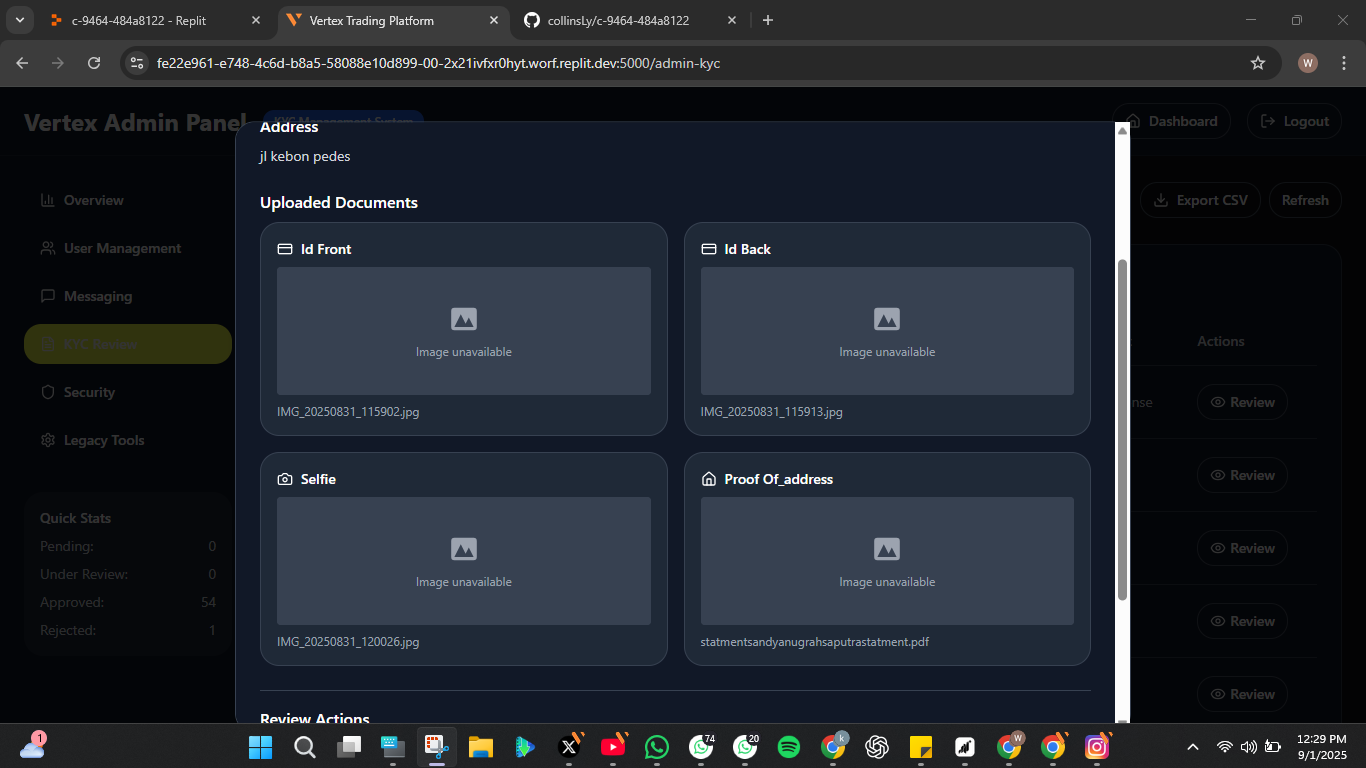 c-9464-484a8122 - Replit
Vertex Trading Platform
collinsLy/c-9464-484a8122
fe22e961-e748-4c6d-b8a5-58088e10d899-00-2x21ivfxr0hyt.worf.replit.dev:5000/admin-kyc
W
Vertex Admin Panel
KYC Management System
Dashboard
Logout
Overview
User Management
Messaging
KYC Review
Security
Legacy Tools
Quick Stats
Pending: 0
Under Review: 0
Approved: 54
Rejected: 1
Export CSV
Refresh
Actions
nse
Review
Review
Review
Review
Review
Address
jl kebon pedes
Uploaded Documents
Id Front
Image unavailable
IMG_20250831_115902.jpg
Id Back
Image unavailable
IMG_20250831_115913.jpg
Selfie
Image unavailable
IMG_20250831_120026.jpg
Proof Of_address
Image unavailable
statmentsandyanugrahsaputrastatment.pdf
Review Actions
1
74
20
k
W
12:29 PM
9/1/2025